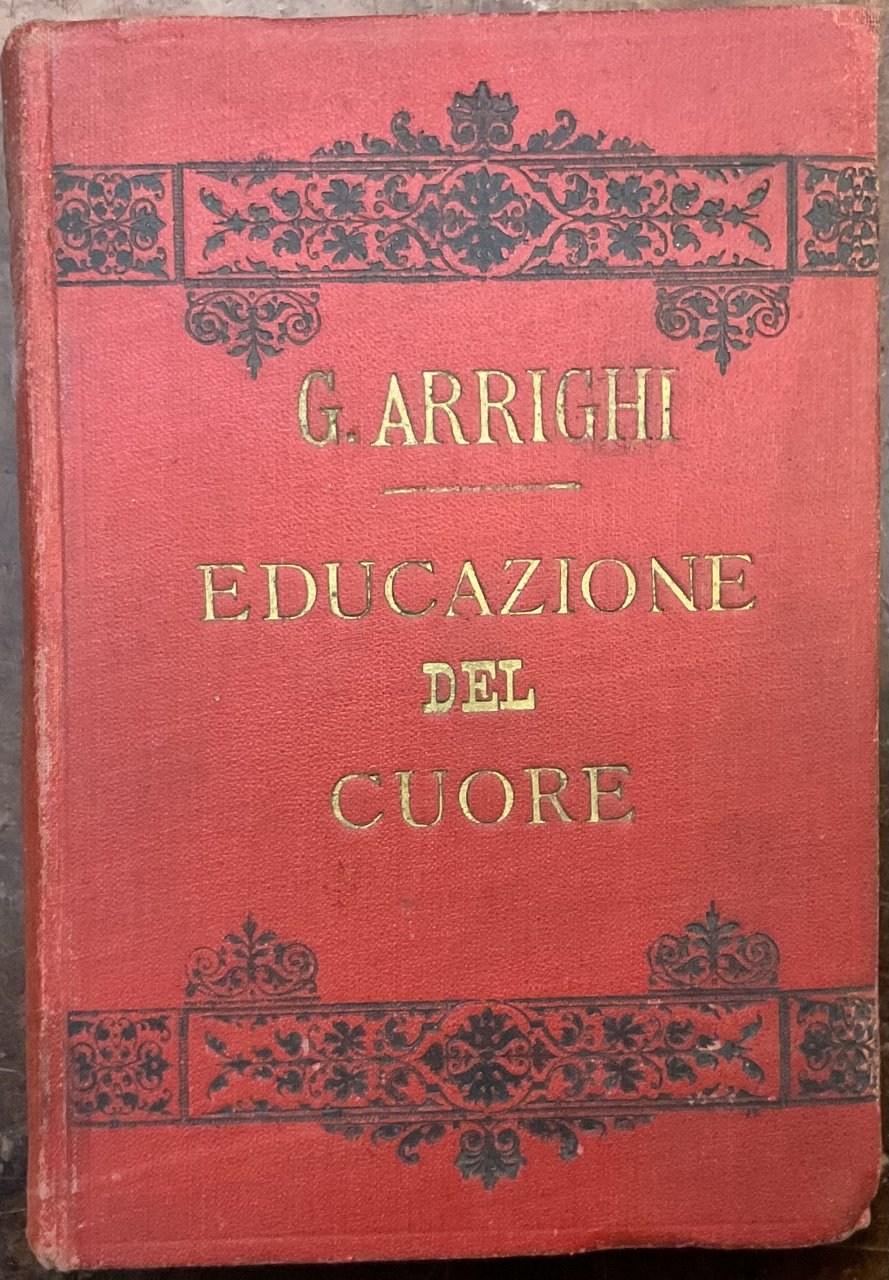 G. ARRIGHI
EDUCAZIONE
DEL
CUORE